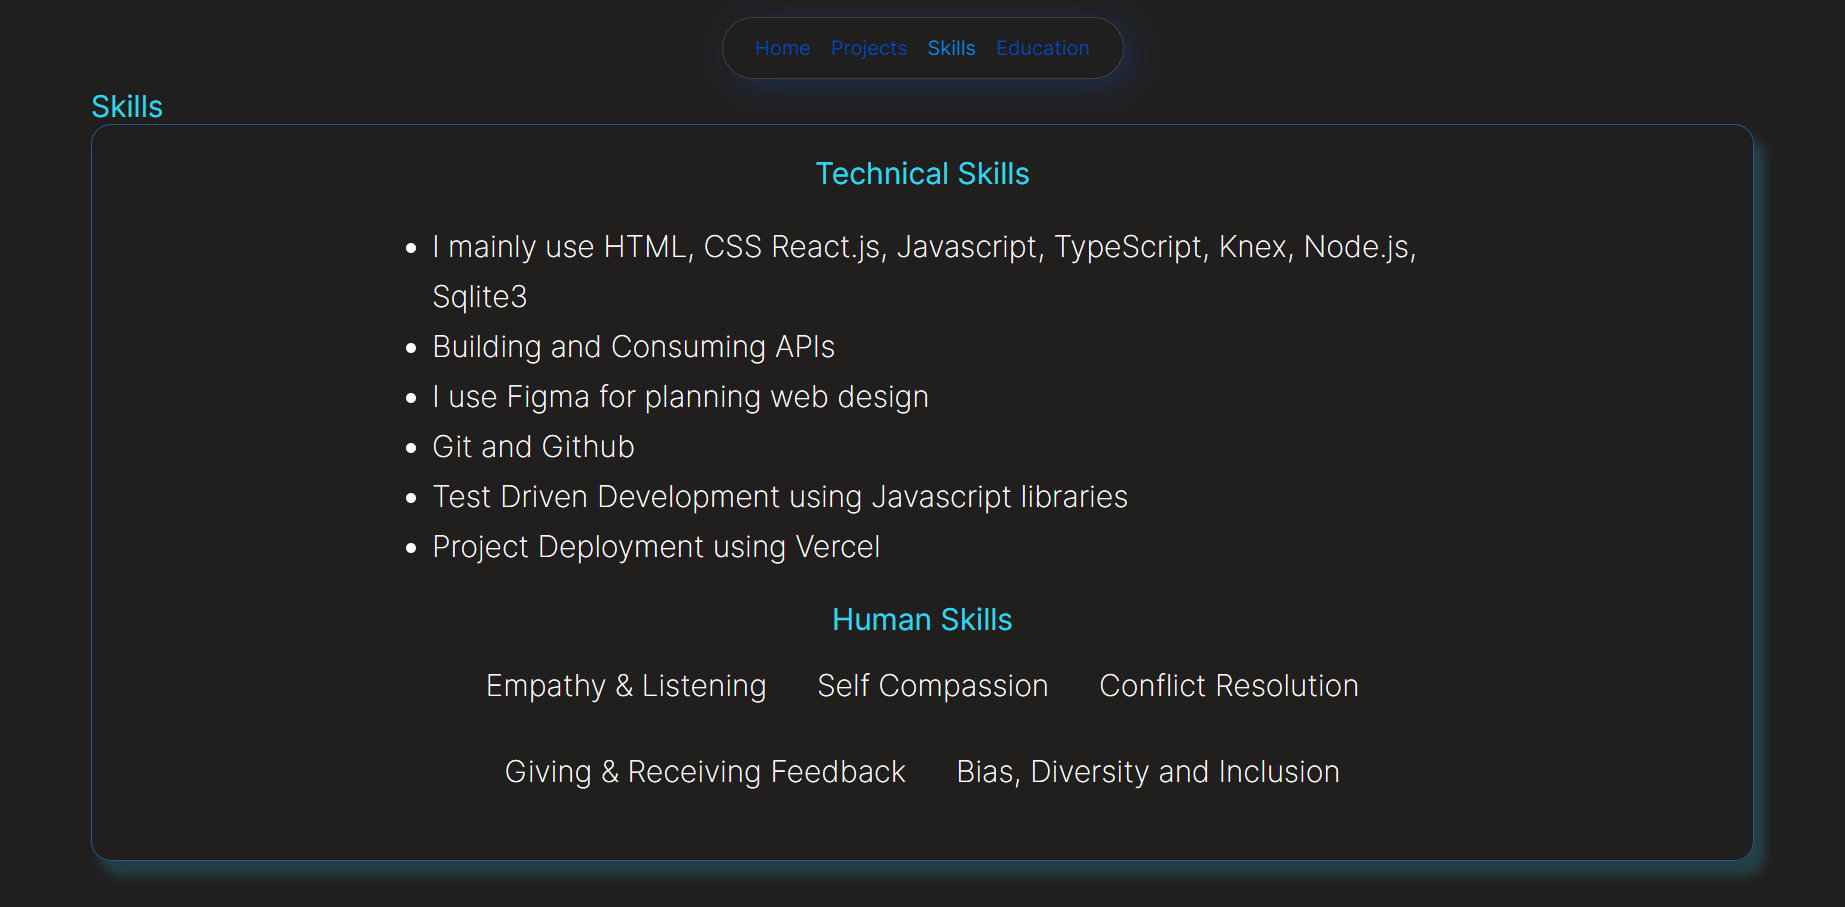 Home Projects Skills Education
Skills
Technical Skills
I mainly use HTML, CSS React.js, Javascript, TypeScript, Knex, Node.js,
Sqlite3
Building and Consuming APIs
I use Figma for planning web design
Git and Github
Test Driven Development using Javascript libraries
Project Deployment using Vercel
Human Skills
Empathy & Listening Self Compassion Conflict Resolution
Giving & Receiving Feedback Bias, Diversity and Inclusion